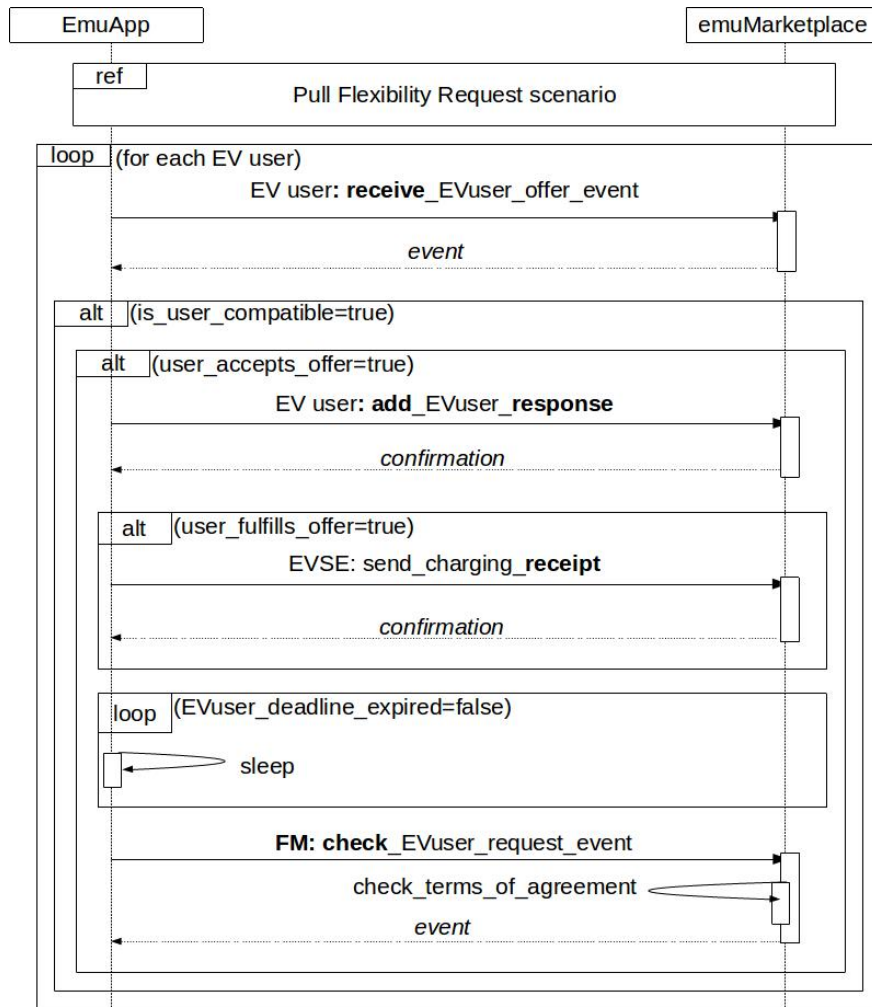 EmuApp
emuMarketplace
ref
Pull Flexibility Request scenario
loop
(for each EV user)
EV user: receive_EVuser_offer_event
event
alt
(is_user_compatible=true)
alt
(user_accepts_offer=true)
EV user: add_EVuser_response
confirmation
alt
(user_fulfills_offer=true)
EVSE: send_charging_receipt
confirmation
loop
(EVuser_deadline_expired=false)
sleep
FM: check_EVuser_request_event
check_terms_of_agreement
event